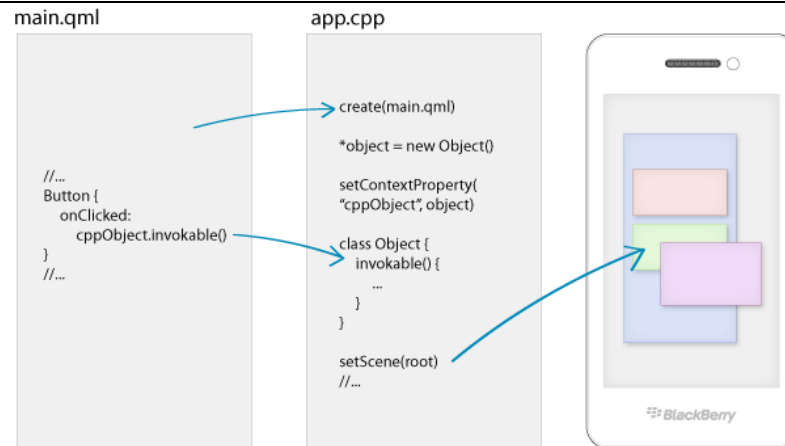 main.qml
//...
Button {
onClicked:
cppObject.invokable()
}
//...
app.cpp
create(main.qml)
*object = new Object()
setContextProperty(
“cppObject”, object)
class Object {
invokable() {
...
}
}
setScene(root)
//...
BlackBerry